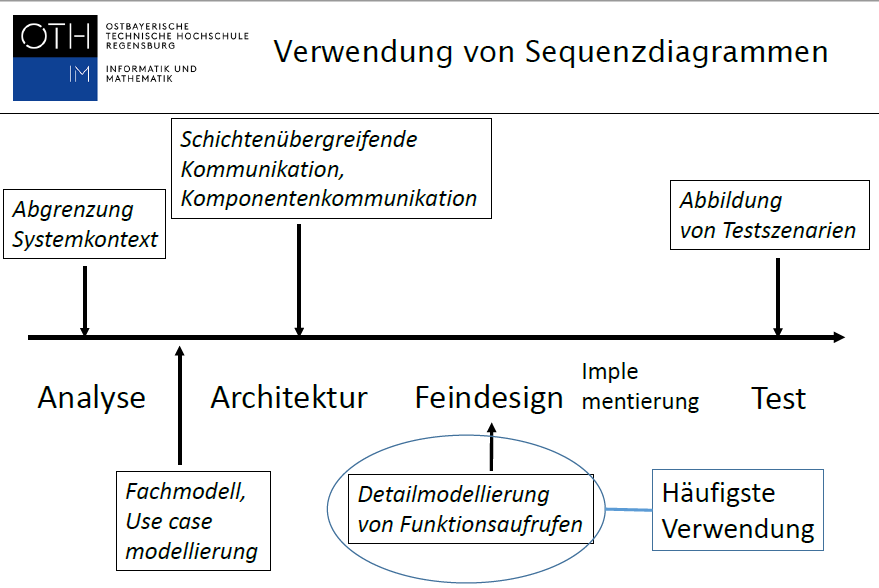 OTH
IM
OSTBAYERISCHE
TECHNISCHE HOCHSCHULE
REGENSBURG
INFORMATIK UND
MATHEMATIK
Verwendung von Sequenzdiagrammen
Schichtenübergreifende
Kommunikation,
Komponentenkommunikation
Abgrenzung
Systemkontext
Abbildung
von Testszenarien
Analyse
Architektur
Feindesign
Imple
mentierung
Test
Fachmodell,
Use case
modellierung
Detailmodellierung
von Funktionsaufrufen
Häufigste
Verwendung